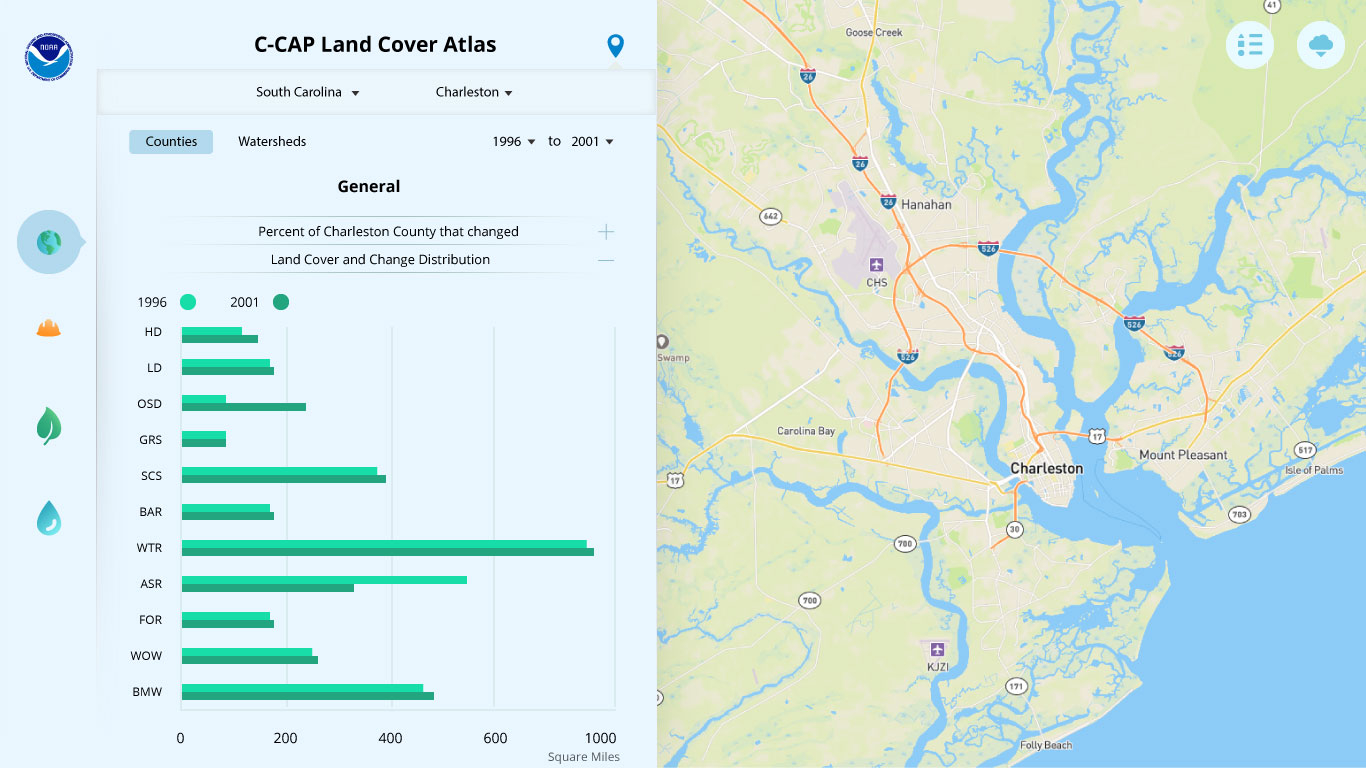 NOAA
C-CAP Land Cover Atlas
South Carolina
Charleston
Counties
Watersheds
1996
to
2001
General
Percent of Charleston County that changed
Land Cover and Change Distribution
1996
2001
HD
LD
OSD
GRS
SCS
BAR
WTR
ASR
FOR
WOW
BMW
0
200
400
600
1000
Square Miles
41
Goose Creek
26
26
26
Hanahan
642
526
CHS
526
526
526
Swamp
Carolina Bay
17
Mount Pleasant
517
Isle of Palms
Charleston
17
703
30
700
700
KJZI
171
Folly Beach